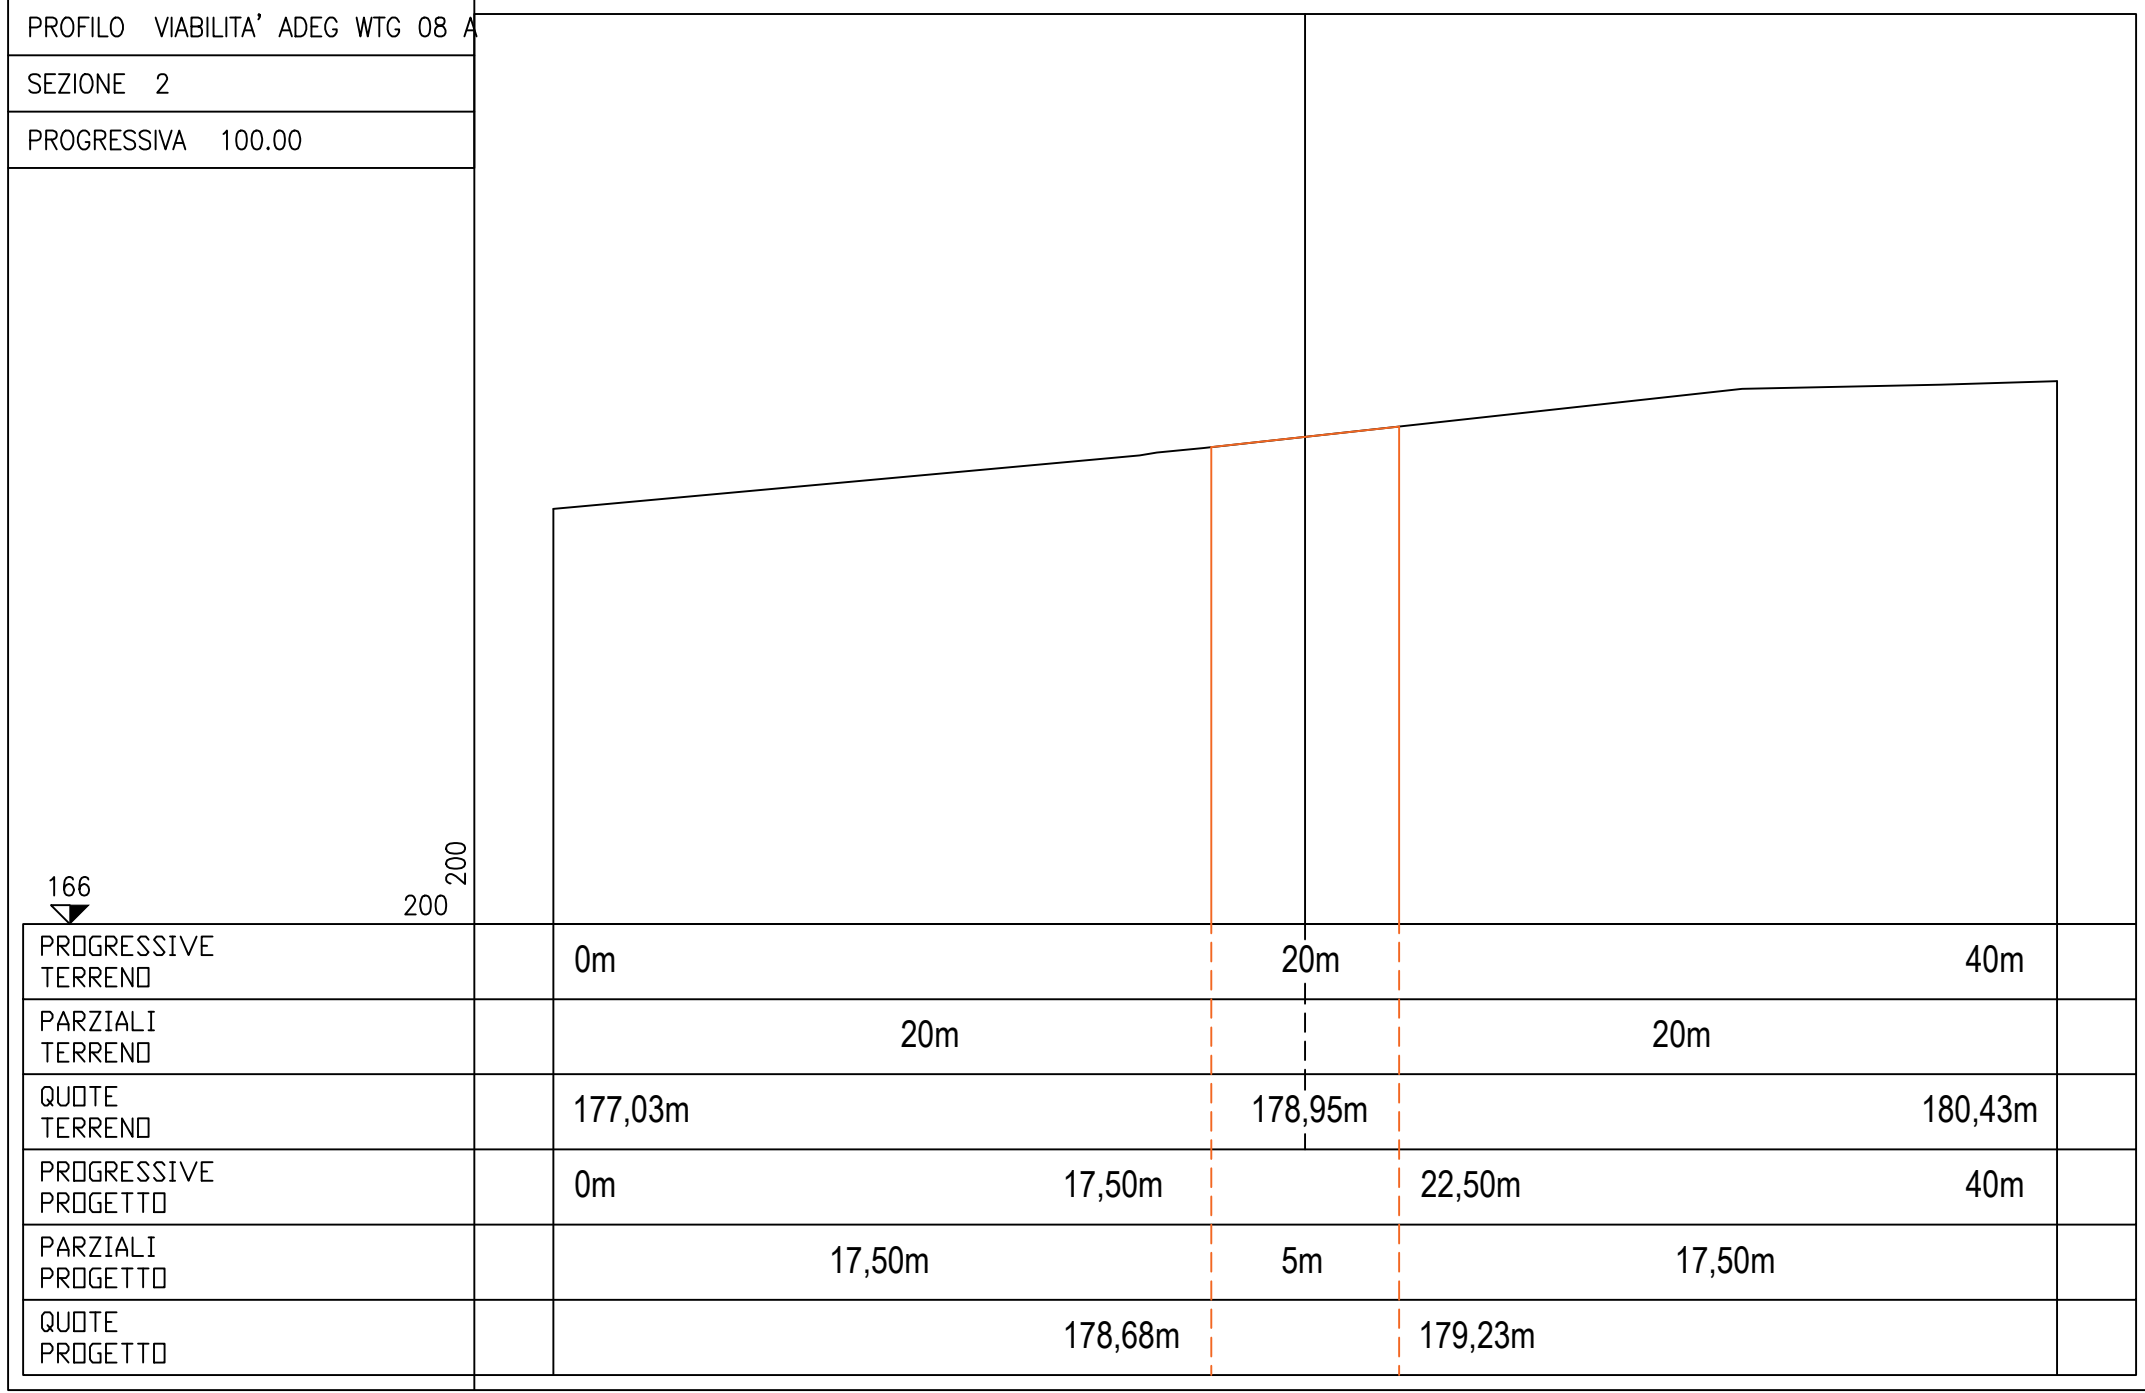 PROFILO VIABILITA' ADEG WTG 08 A
SEZIONE 2
PROGRESSIVA 100.00
200
166
200
PROGRESSIVE
TERRENO
0m 20m 40m
PARZIALI
TERRENO
20m 20m
QUOTE
TERRENO
177,03m 178,95m 180,43m
PROGRESSIVE
PROGETTO
0m 17,50m 22,50m 40m
PARZIALI
PROGETTO
17,50m 5m 17,50m
QUOTE
PROGETTO
178,68m 179,23m